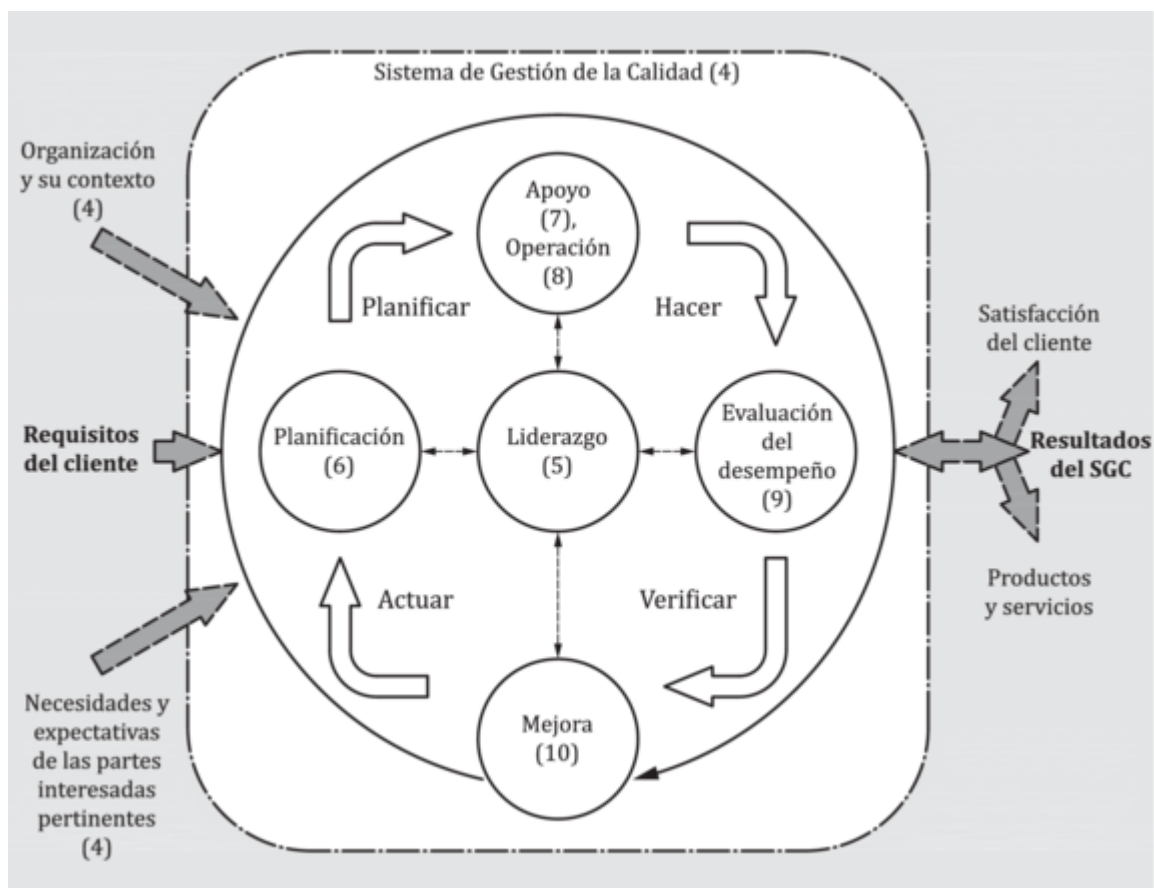 Sistema de Gestión de la Calidad (4)
Organización
y su contexto
(4)
Apoyo
(7),
Operación
(8)
Planificar
Hacer
Satisfacción
del cliente
Requisitos
del cliente
Planificación
(6)
Liderazgo
(5)
Evaluación
del
desempeño
(9)
Resultados
del SGC
Actuar
Verificar
Productos
y servicios
Necesidades y
expectativas
de las partes
interesadas
pertinentes
(4)
Mejora
(10)